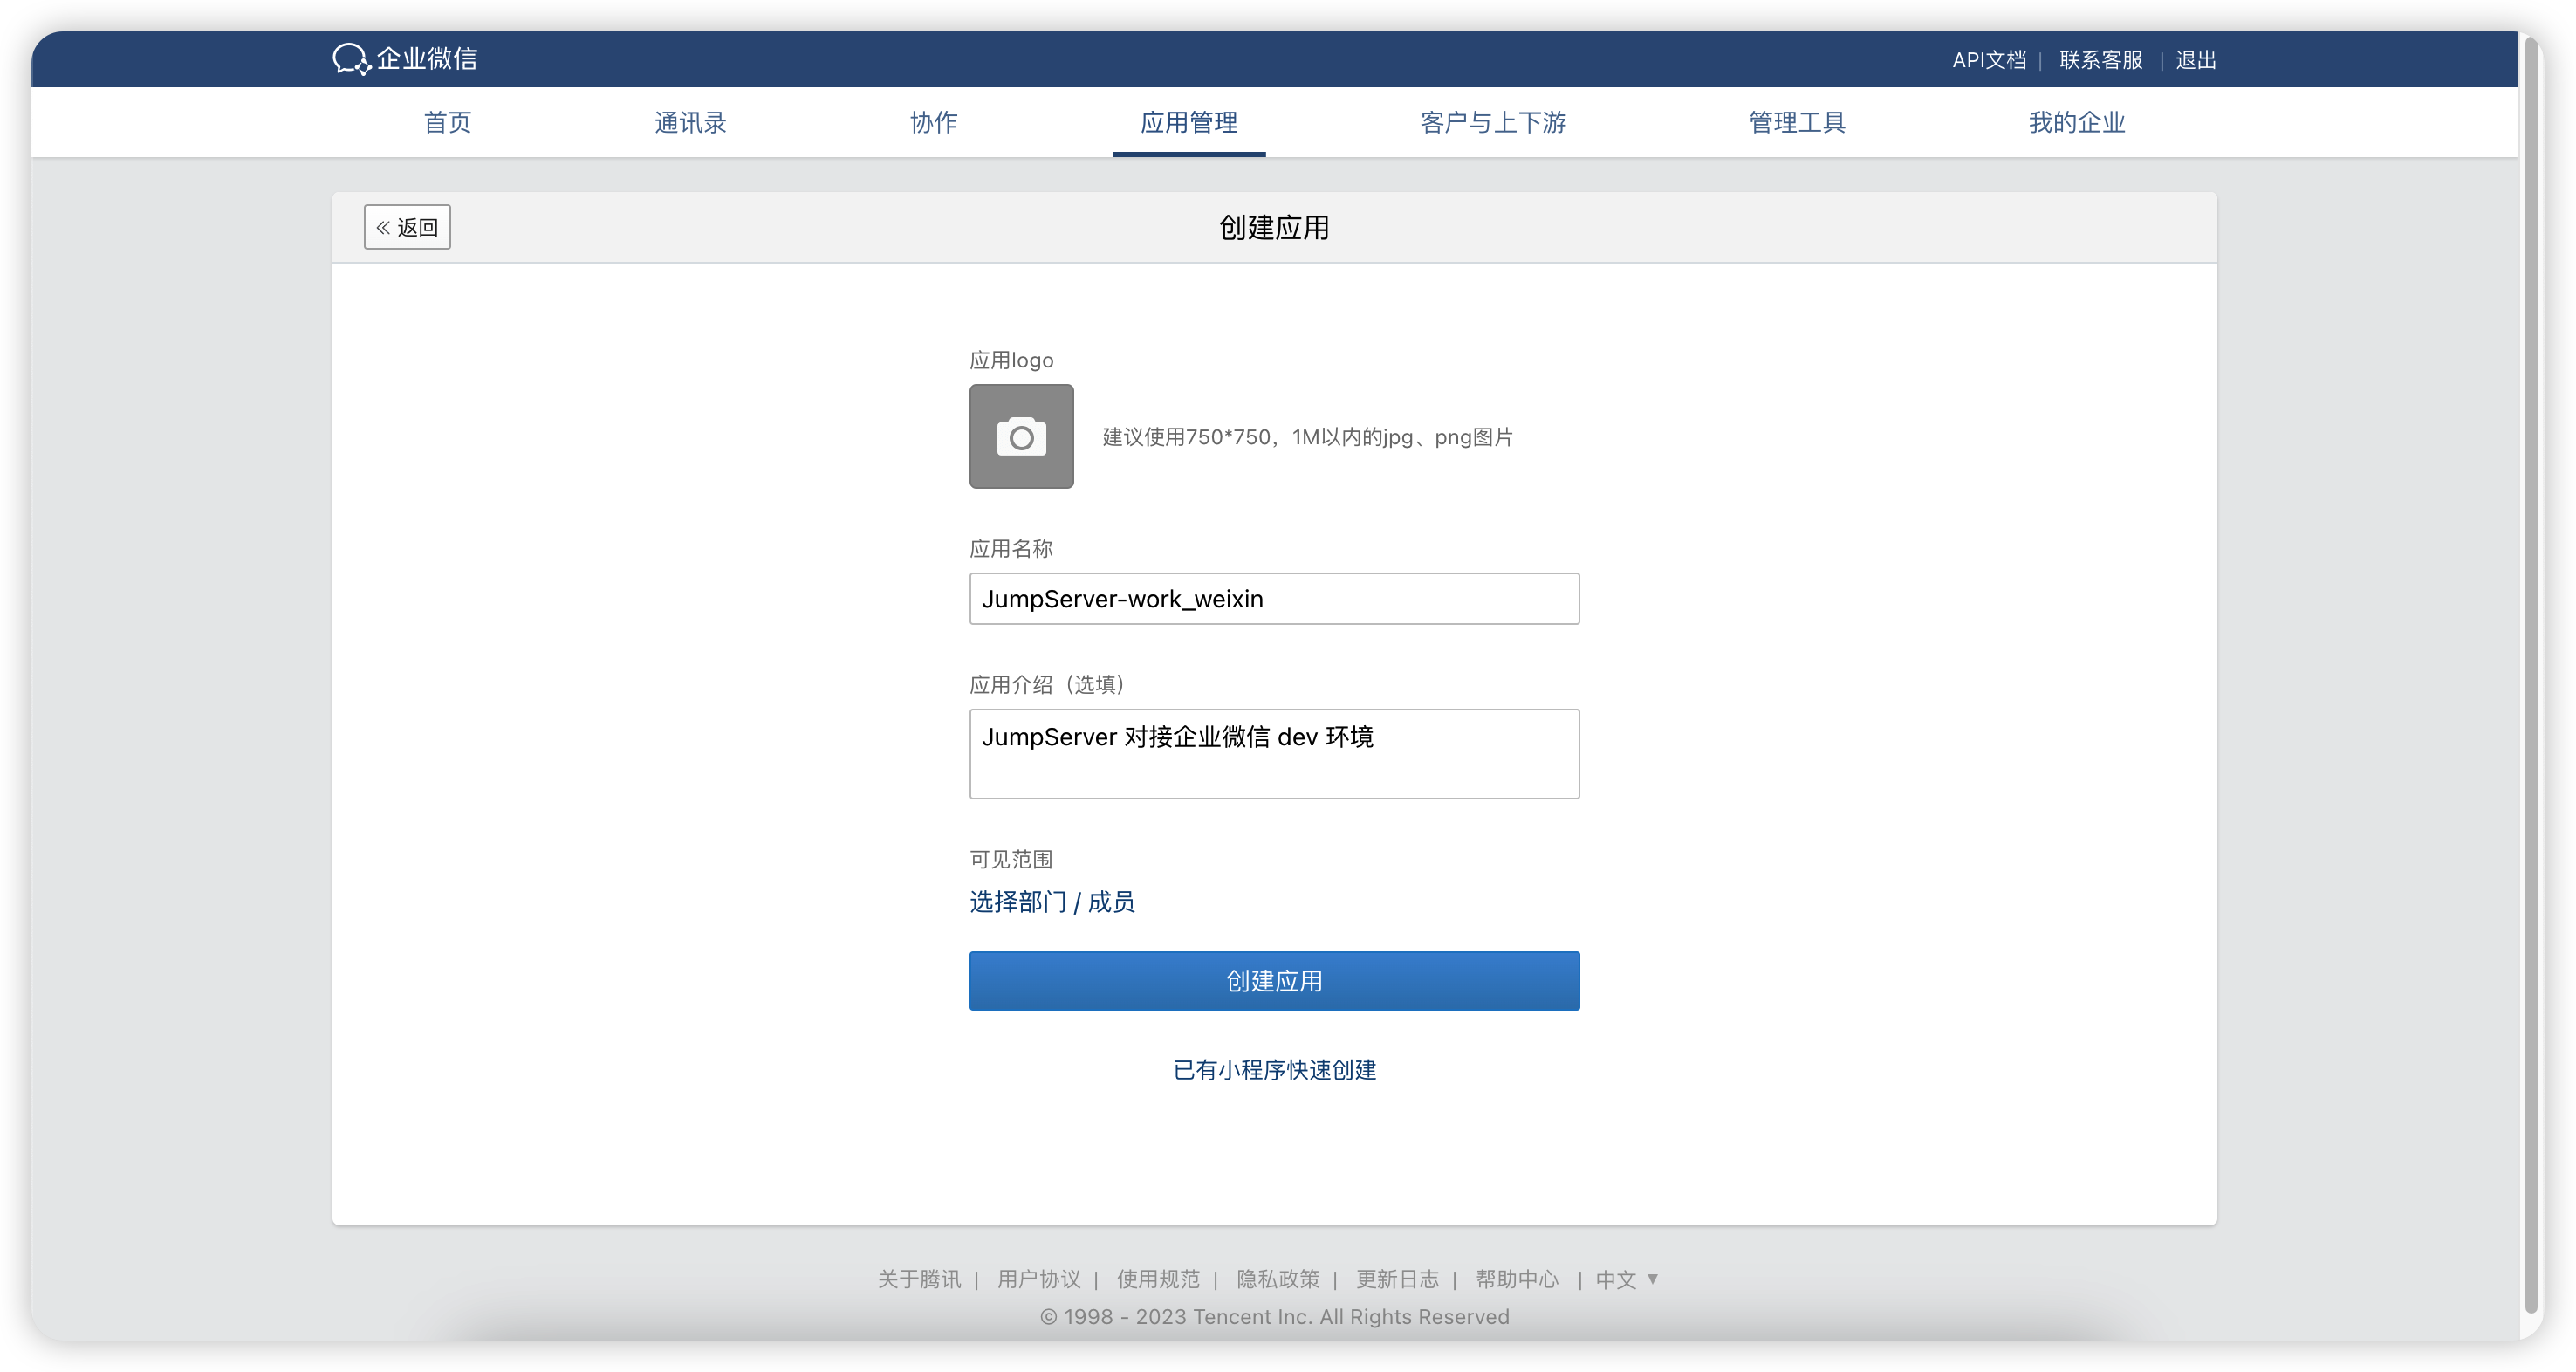 企业微信
API文档 | 联系客服 | 退出
首页 通讯录 协作 应用管理 客户与上下游 管理工具 我的企业
« 返回
创建应用
应用logo
建议使用750*750，1M以内的jpg、png图片
应用名称
JumpServer-work_weixin
应用介绍（选填）
JumpServer 对接企业微信 dev 环境
可见范围
选择部门 / 成员
创建应用
已有小程序快速创建
关于腾讯 | 用户协议 | 使用规范 | 隐私政策 | 更新日志 | 帮助中心 | 中文 ▼
© 1998 - 2023 Tencent Inc. All Rights Reserved